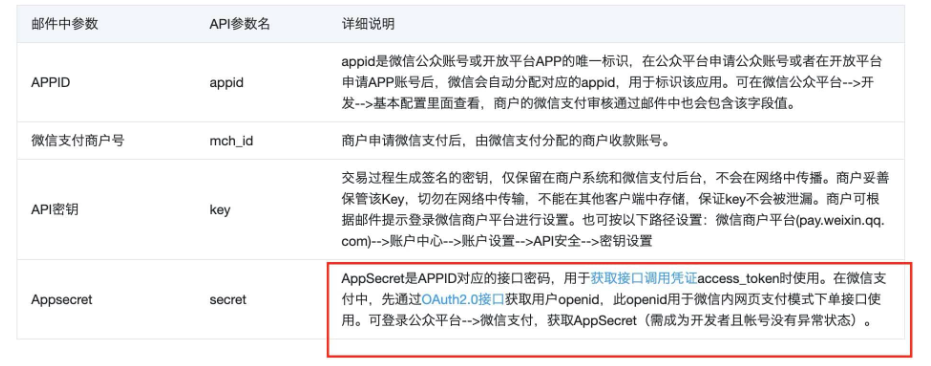 邮件中参数 API参数名 详细说明
appid是微信公众账号或开放平台APP的唯一标识，在公众平台申请公众账号或者在开放平台
APPID appid 申请APP账号后，微信会自动分配对应的appid，用于标识该应用。可在微信公众平台-->开
发-->基本配置里面查看，商户的微信支付审核通过邮件中也会包含该字段值。
微信支付商户号 mch_id 商户申请微信支付后，由微信支付分配的商户收款账号。
交易过程生成签名的密钥，仅保留在商户系统和微信支付后台，不会在网络中传播。商户妥善
API密钥 key 保管该Key，切勿在网络中传输，不能在其他客户端中存储，保证key不会被泄漏。商户可根
据邮件提示登录微信商户平台进行设置。也可按以下路径设置：微信商户平台(pay.weixin.qq.
com)-->账户中心-->账户设置-->API安全-->密钥设置
AppSecret是APPID对应的接口密码，用于获取接口调用凭证access_token时使用。在微信支
Appsecret secret 付中，先通过OAuth2.0接口获取用户openid，此openid用于微信内网页支付模式下单接口使
用。可登录公众平台-->微信支付，获取AppSecret（需成为开发者且帐号没有异常状态）。